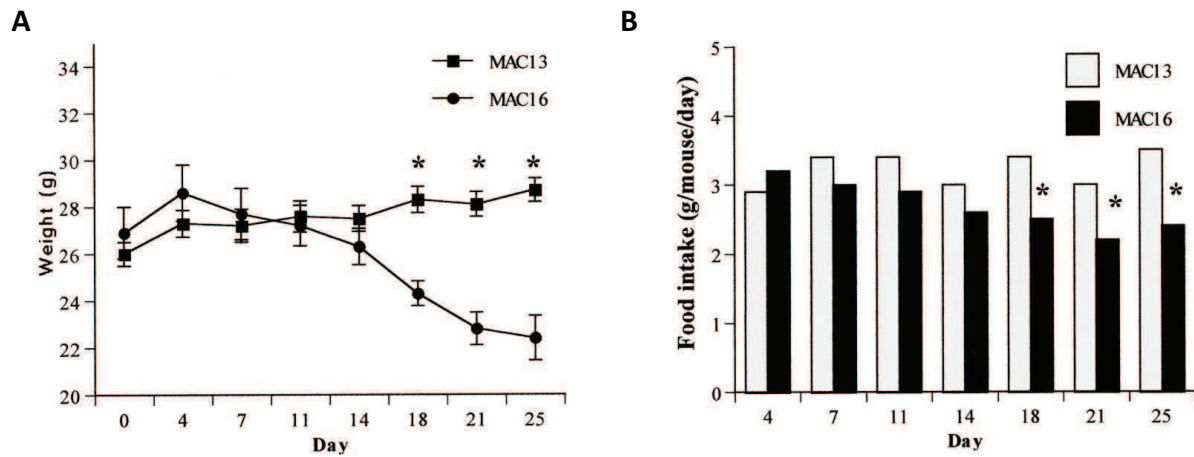 A
B
MAC13
MAC16
34
32
30
28
26
24
22
20
Weight (g)
* * *
0 4 7 11 14 18 21 25
Day
MAC13
MAC16
5
4
3
2
1
0
Food intake (g/mouse/day)
* * *
4 7 11 14 18 21 25
Day